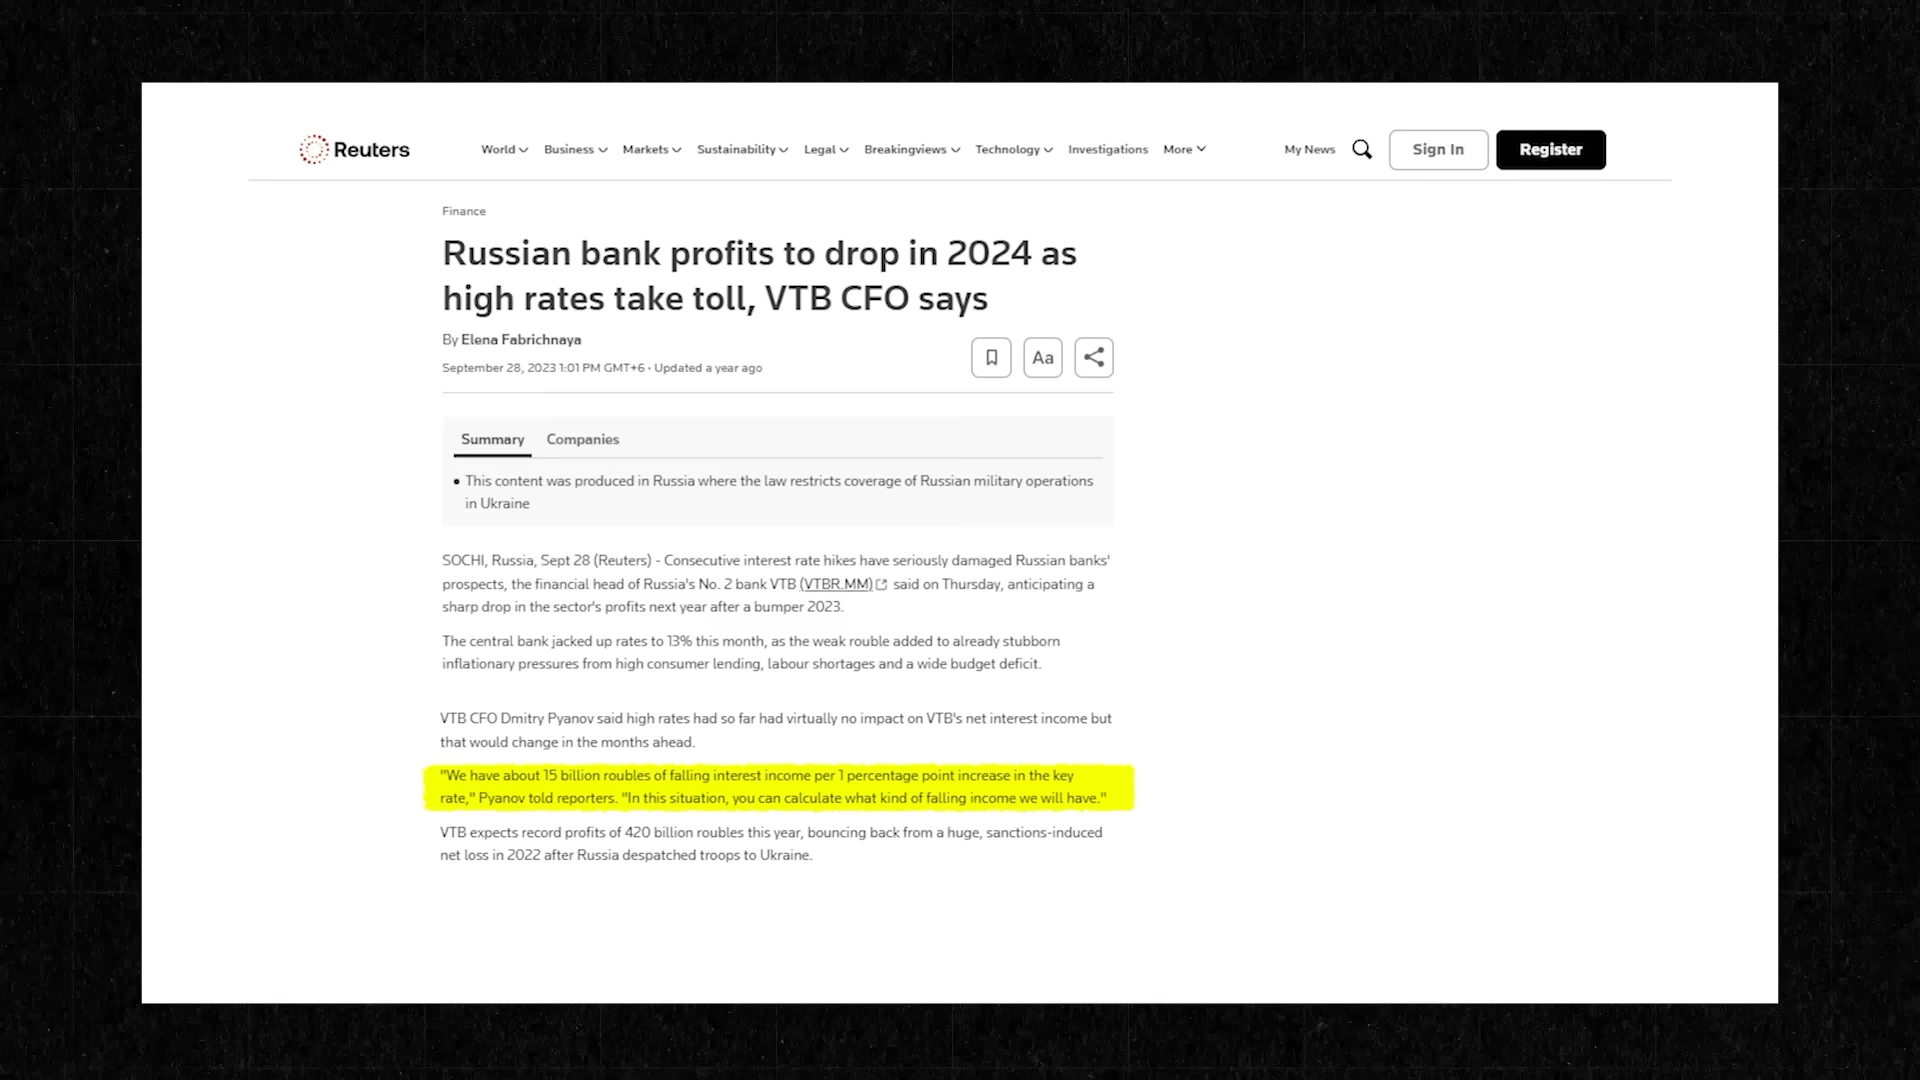 Reuters
World Business Markets Sustainability Legal Breakingviews Technology Investigations More
My News Sign In Register
Finance
Russian bank profits to drop in 2024 as
high rates take toll, VTB CFO says
By Elena Fabrichnaya
September 28, 2023 1:01 PM GMT+6 · Updated a year ago
Aa
Summary Companies
• This content was produced in Russia where the law restricts coverage of Russian military operations
in Ukraine
SOCHI, Russia, Sept 28 (Reuters) - Consecutive interest rate hikes have seriously damaged Russian banks'
prospects, the financial head of Russia's No. 2 bank VTB (VTBR.MM) said on Thursday, anticipating a
sharp drop in the sector's profits next year after a bumper 2023.
The central bank jacked up rates to 13% this month, as the weak rouble added to already stubborn
inflationary pressures from high consumer lending, labour shortages and a wide budget deficit.
VTB CFO Dmitry Pyanov said high rates had so far had virtually no impact on VTB's net interest income but
that would change in the months ahead.
"We have about 15 billion roubles of falling interest income per 1 percentage point increase in the key
rate," Pyanov told reporters. "In this situation, you can calculate what kind of falling income we will have."
VTB expects record profits of 420 billion roubles this year, bouncing back from a huge, sanctions-induced
net loss in 2022 after Russia despatched troops to Ukraine.